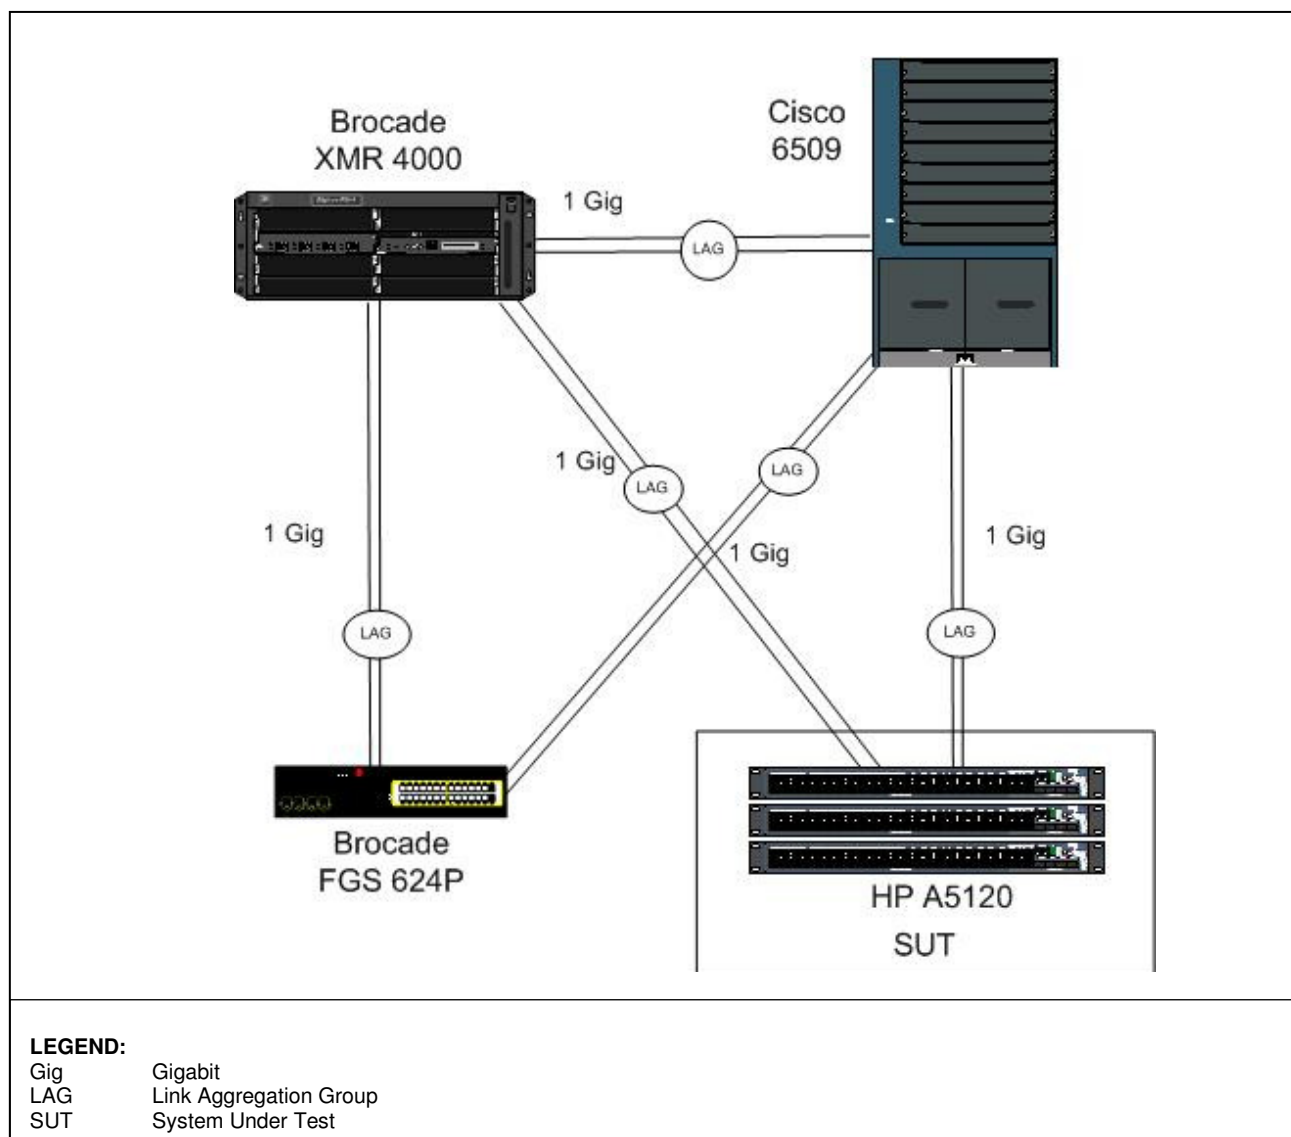 Brocade
XMR 4000
Cisco
6509
1 Gig
LAG
1 Gig
LAG
LAG
1 Gig
1 Gig
1 Gig
LAG
LAG
Brocade
FGS 624P
HP A5120
SUT
LEGEND:
Gig Gigabit
LAG Link Aggregation Group
SUT System Under Test